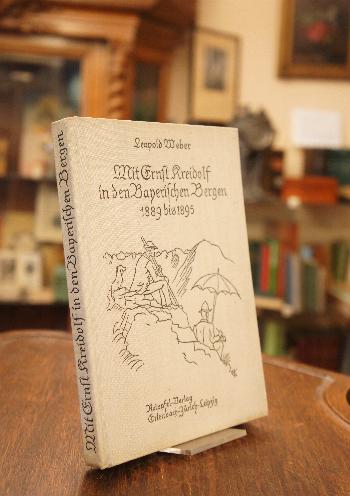 Leopold Weber
Mit Ernst Kreidolf
in den Bayerischen Bergen
1889 bis 1895
Rotapfel-Verlag
Erlenbach-Zürich-Leipzig
Mit Ernst Kreidolf in den Bayerischen Bergen